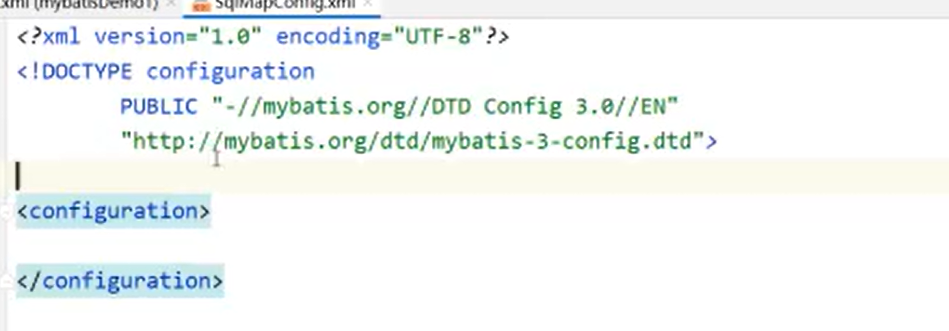 .xml (mybatisDemo1) × SqlMapConfig.xml ×
<?xml version="1.0" encoding="UTF-8"?>
<!DOCTYPE configuration
PUBLIC "-//mybatis.org//DTD Config 3.0//EN"
"http://mybatis.org/dtd/mybatis-3-config.dtd">
<configuration>
</configuration>